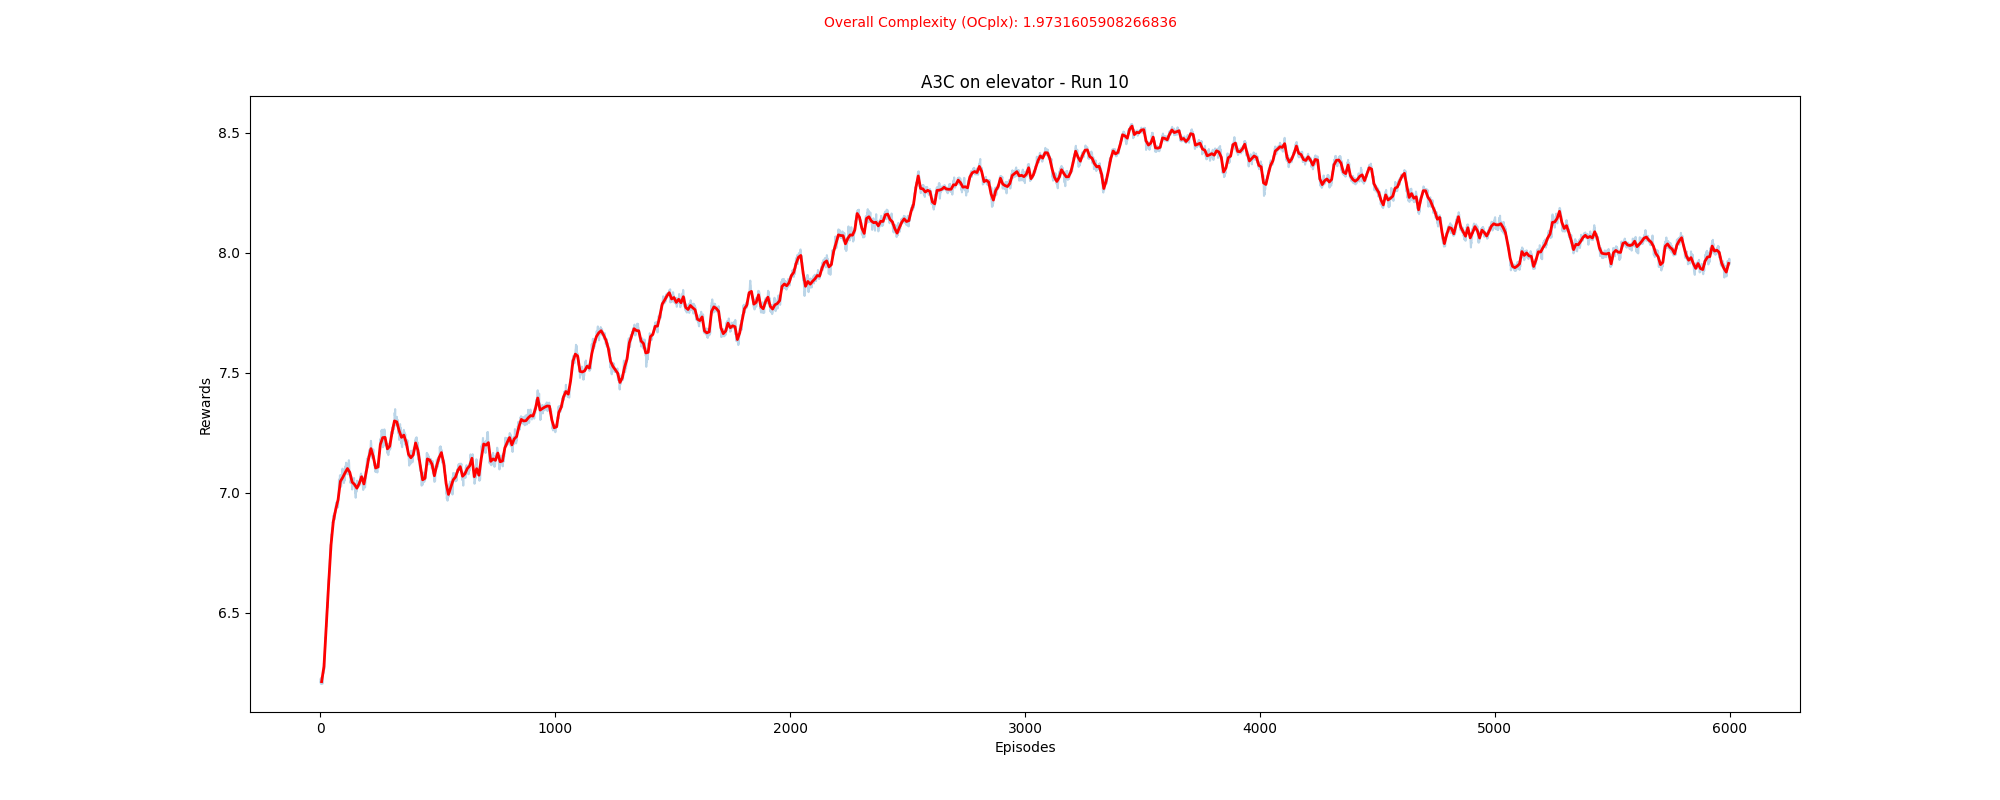 Overall Complexity (OCplx): 1.9731605908266836
A3C on elevator - Run 10
8.5
8.0
7.5
7.0
6.5
Rewards
0 1000 2000 3000 4000 5000 6000
Episodes